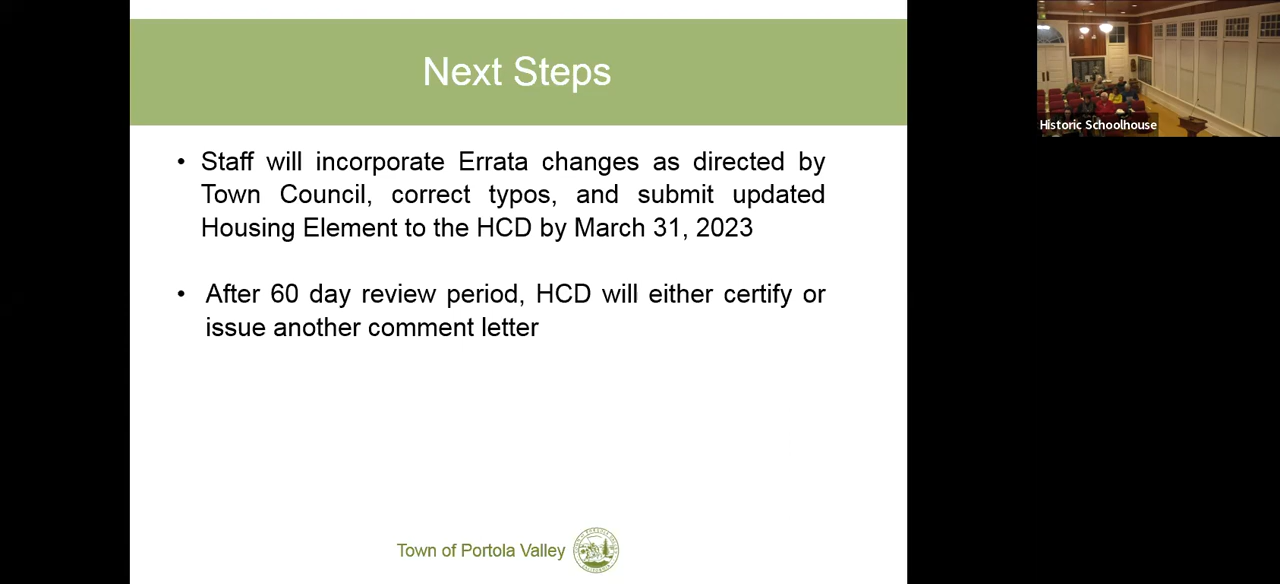 Next Steps
• Staff will incorporate Errata changes as directed by
Town Council, correct typos, and submit updated
Housing Element to the HCD by March 31, 2023
• After 60 day review period, HCD will either certify or
issue another comment letter
Town of Portola Valley
Historic Schoolhouse